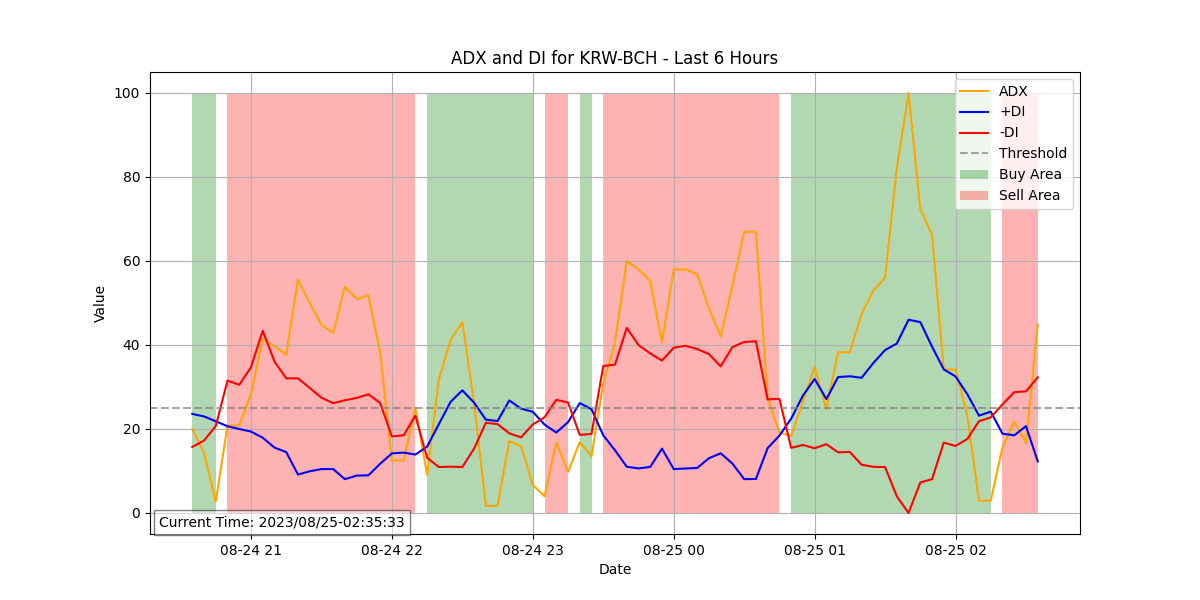 ADX and DI for KRW-BCH - Last 6 Hours
100
80
60
40
20
0
Value
ADX
+DI
-DI
Threshold
Buy Area
Sell Area
Current Time: 2023/08/25-02:35:33
08-24 21
08-24 22
08-24 23
08-25 00
08-25 01
08-25 02
Date